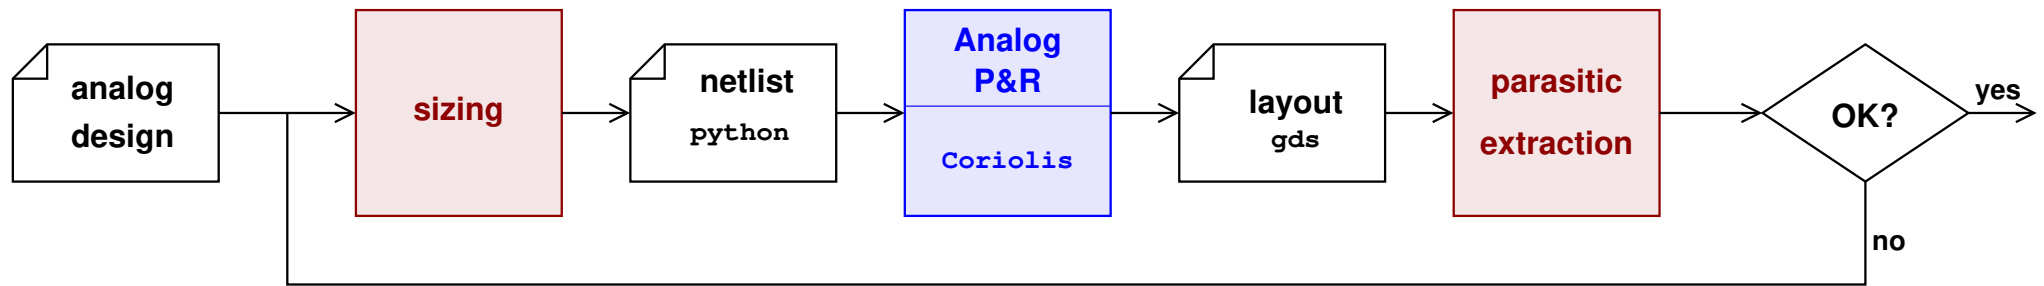 analog
design
sizing
netlist
python
Analog
P&R
Coriolis
layout
gds
parasitic
extraction
OK?
yes
no